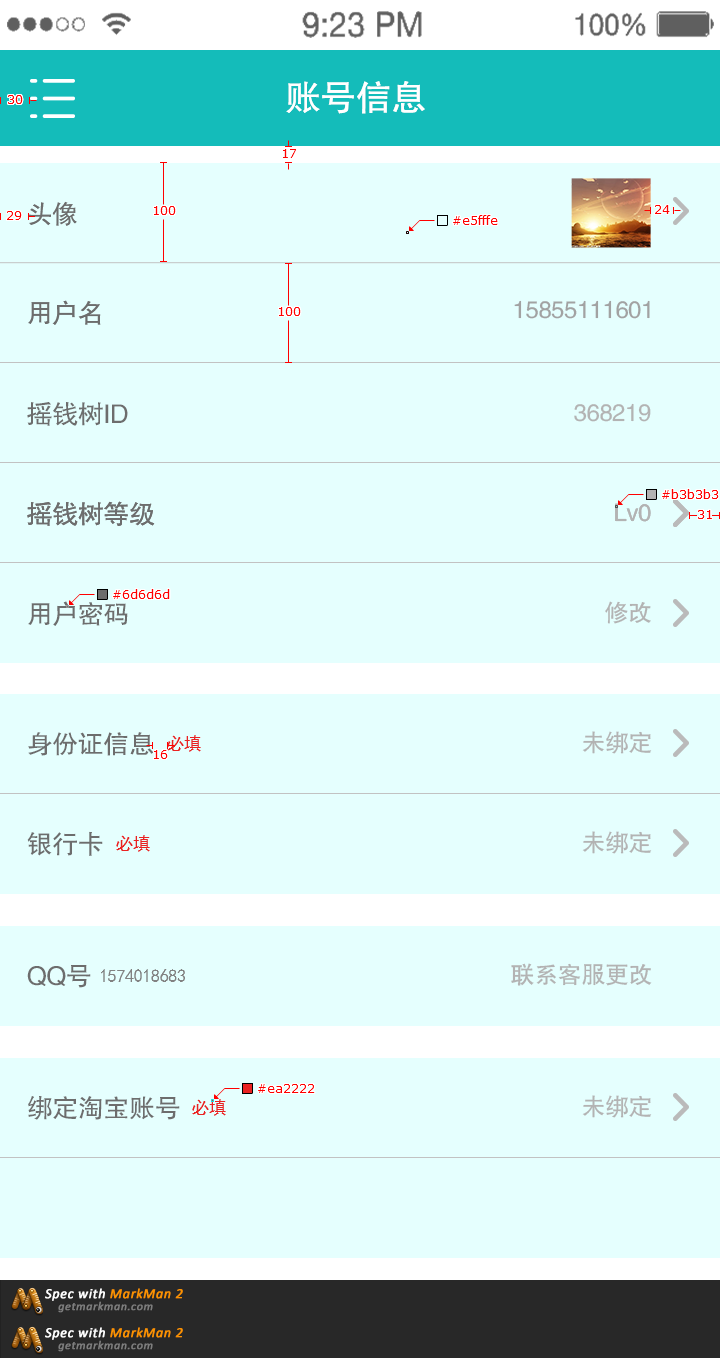 9:23 PM 100%
账号信息
30
17
头像
29
100
#e5fffe
24
用户名
100
15855111601
摇钱树ID 368219
#b3b3b3
摇钱树等级 Lv0
31
#6d6d6d
用户密码 修改
身份证信息 必填 未绑定
16
银行卡 必填 未绑定
QQ号 1574018683 联系客服更改
#ea2222
绑定淘宝账号 必填 未绑定
Spec with MarkMan 2
getmarkman.com
Spec with MarkMan 2
getmarkman.com